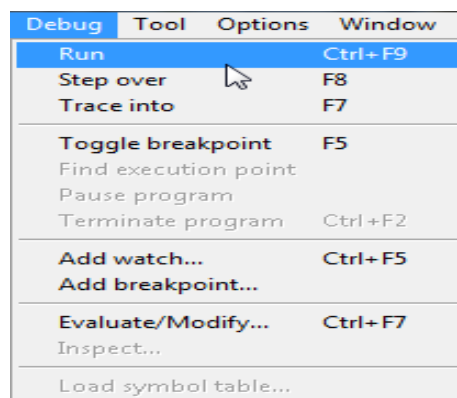 Debug Tool Options Window
Run Ctrl+F9
Step over F8
Trace into F7
Toggle breakpoint F5
Find execution point
Pause program
Terminate program Ctrl+F2
Add watch... Ctrl+F5
Add breakpoint...
Evaluate/Modify... Ctrl+F7
Inspect...
Load symbol table...